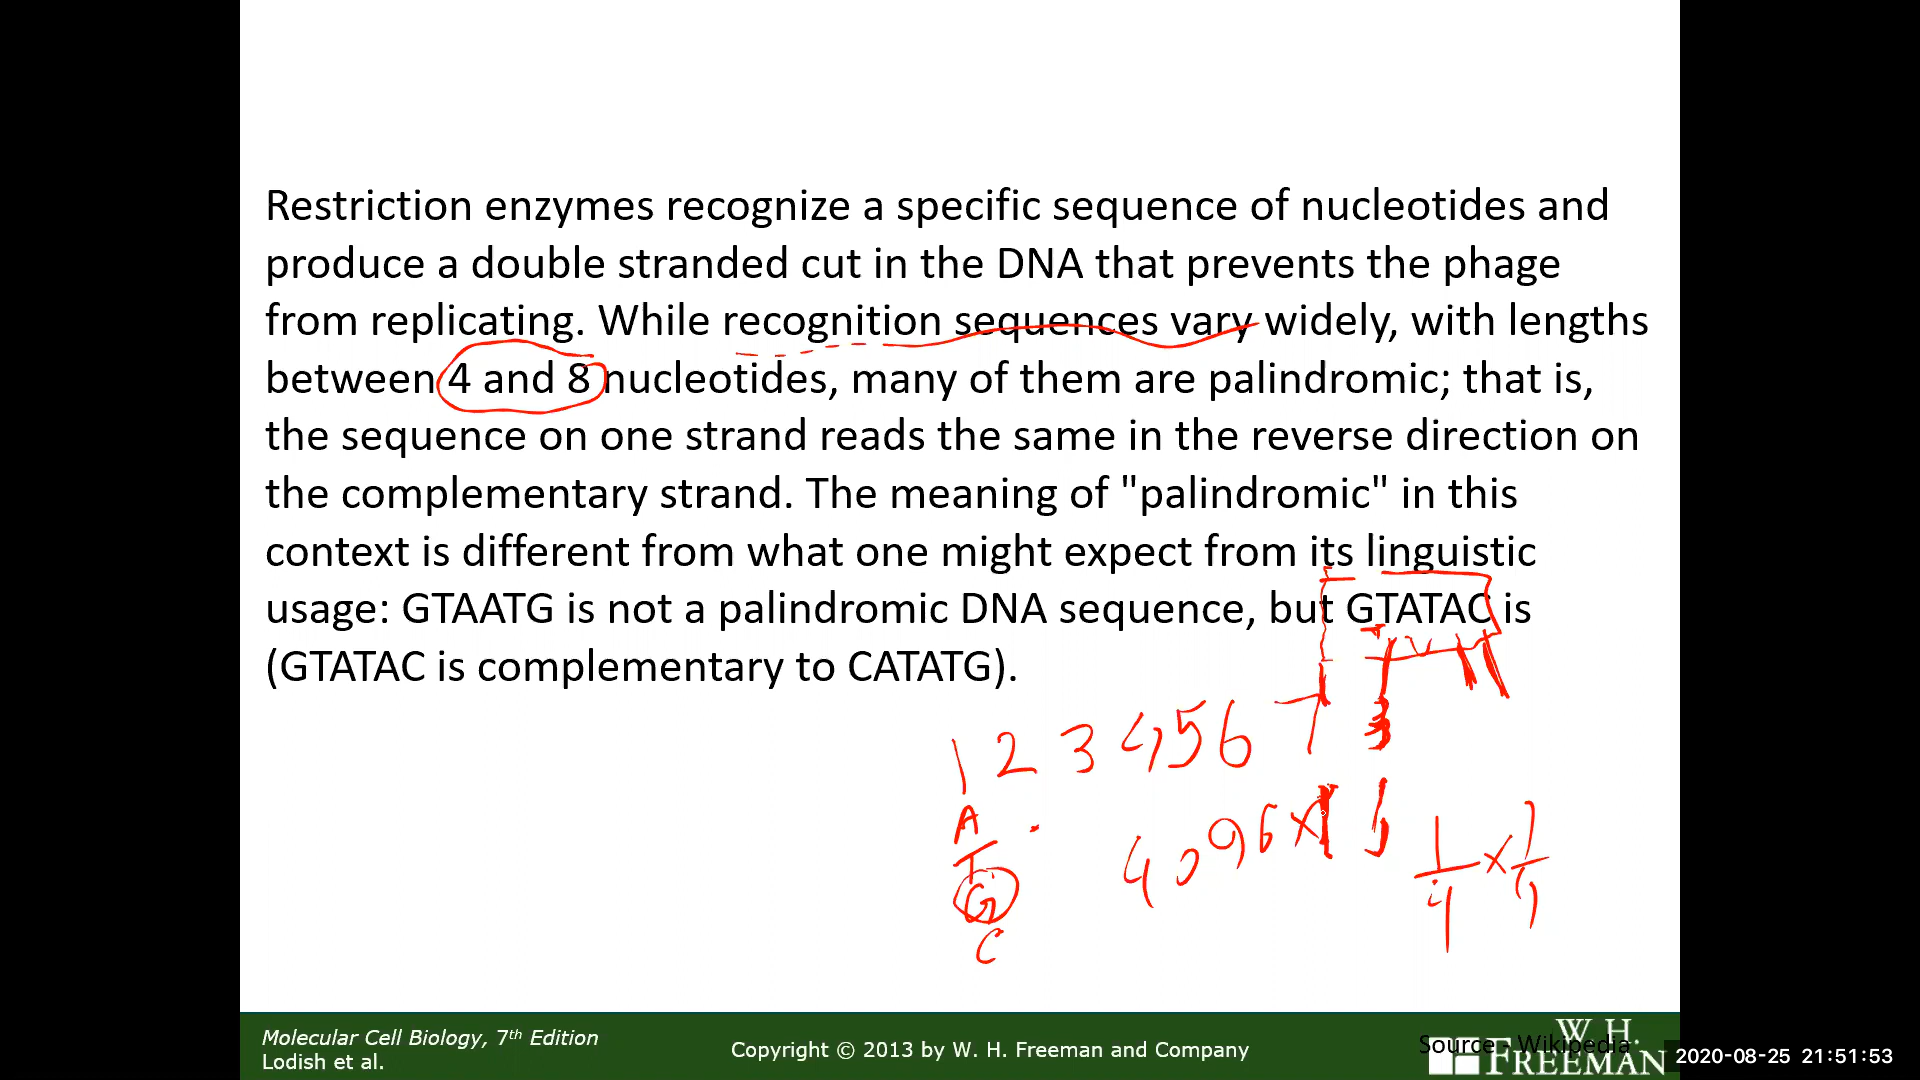 Restriction enzymes recognize a specific sequence of nucleotides and
produce a double stranded cut in the DNA that prevents the phage
from replicating. While recognition sequences vary widely, with lengths
between 4 and 8 nucleotides, many of them are palindromic; that is,
the sequence on one strand reads the same in the reverse direction on
the complementary strand. The meaning of "palindromic" in this
context is different from what one might expect from its linguistic
usage: GTAATG is not a palindromic DNA sequence, but GTATAC is
(GTATAC is complementary to CATATG).
1 2 3 4 5 6 7
A
T
G
C
4096 ×
1/4 × 1/4
Molecular Cell Biology, 7th Edition
Lodish et al.
Copyright © 2013 by W. H. Freeman and Company
Source - Wikipedia
W. H.
FREEMAN
2020-08-25 21:51:53